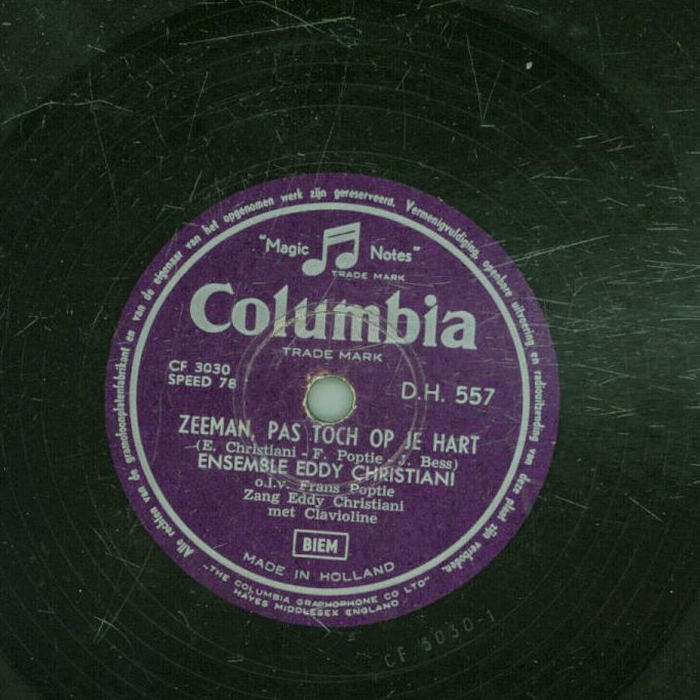 Alle rechten van de grammofoonplatenfabrikant en van de eigenaar van het opgenomen werk zijn gereserveerd. Vermenigvuldiging, openbare uitvoering en radiouitzending van deze plaat zijn verboden.
"Magic Notes"
TRADE MARK
Columbia
TRADE MARK
CF 3030
SPEED 78
D.H. 557
ZEEMAN, PAS TOCH OP JE HART
(E. Christiani - F. Poptie - J. Bess)
ENSEMBLE EDDY CHRISTIANI
o.l.v. Frans Poptie
Zang Eddy Christiani
met Clavioline
BIEM
MADE IN HOLLAND
„THE COLUMBIA GRAPHOPHONE CO LTD"
HAYES MIDDLESEX ENGLAND
CF 3030-1